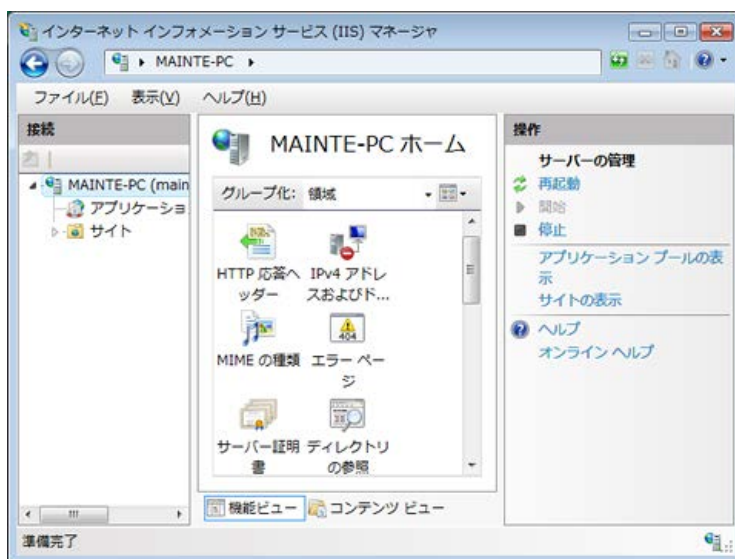 インターネット インフォメーション サービス (IIS) マネージャ
MAINTE-PC
ファイル(F) 表示(V) ヘルプ(H)
接続
MAINTE-PC (main
アプリケーショ
サイト
MAINTE-PC ホーム
グループ化: 領域
HTTP 応答ヘ
ッダー
IPv4 アドレ
スおよびド...
MIME の種類
エラー ペー
ジ
404
サーバー証明
書
ディレクトリ
の参照
機能ビュー
コンテンツ ビュー
操作
サーバーの管理
再起動
開始
停止
アプリケーション プールの表
示
サイトの表示
ヘルプ
オンライン ヘルプ
準備完了